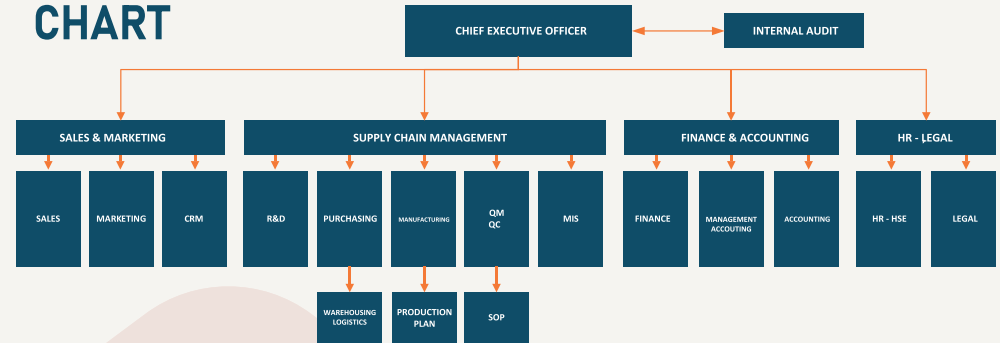 CHART
CHIEF EXECUTIVE OFFICER
INTERNAL AUDIT
SALES & MARKETING
SUPPLY CHAIN MANAGEMENT
FINANCE & ACCOUNTING
HR - LEGAL
SALES
MARKETING
CRM
R&D
PURCHASING
MANUFACTURING
QM
QC
MIS
FINANCE
MANAGEMENT
ACCOUTING
ACCOUNTING
HR - HSE
LEGAL
WAREHOUSING
LOGISTICS
PRODUCTION
PLAN
SOP